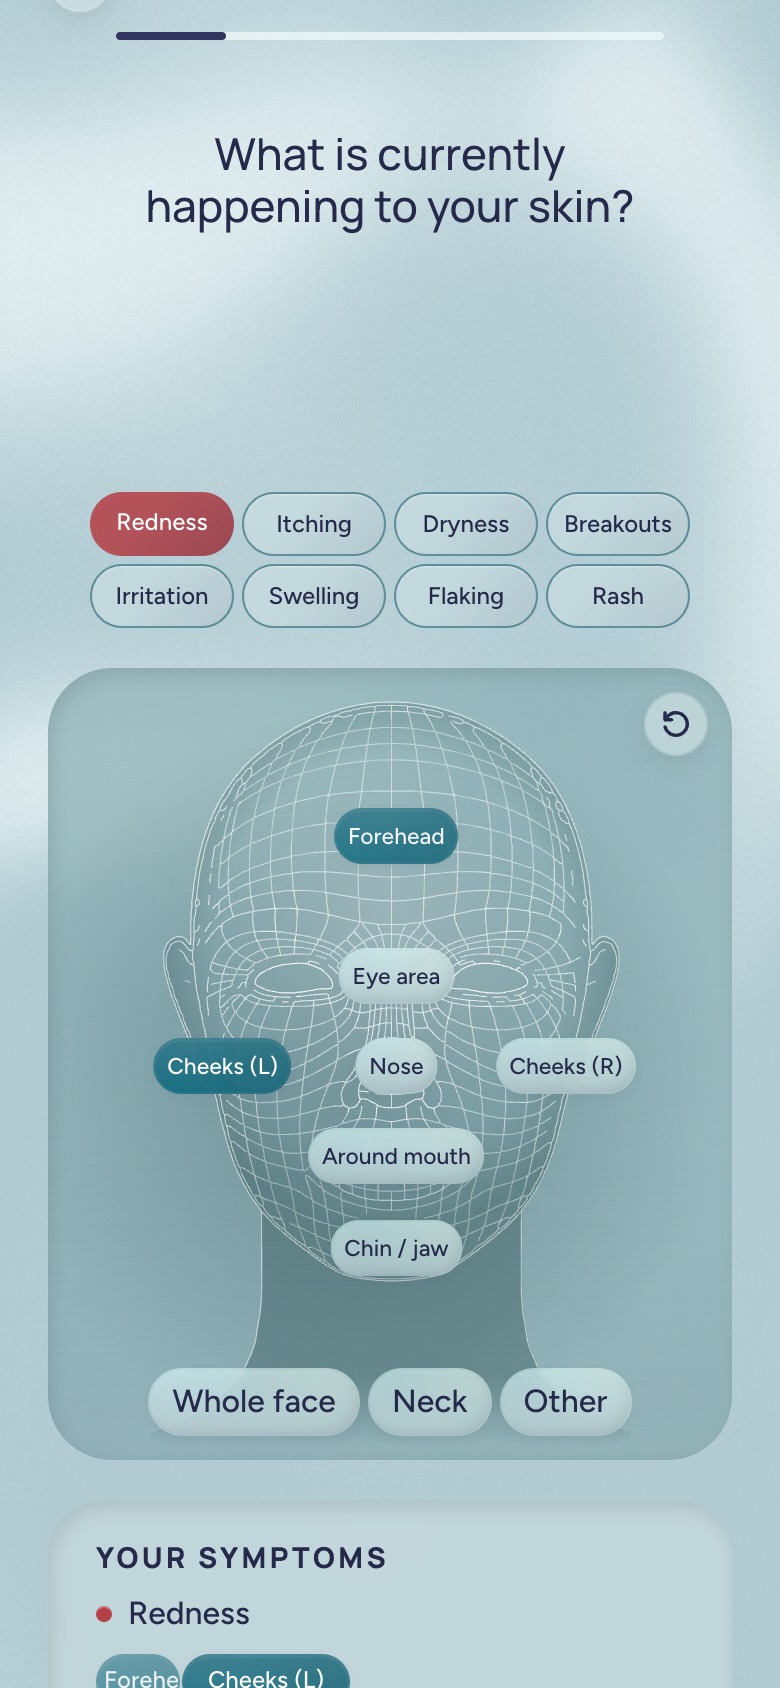 What is currently
happening to your skin?
Redness Itching Dryness Breakouts
Irritation Swelling Flaking Rash
Forehead
Eye area
Cheeks (L) Nose Cheeks (R)
Around mouth
Chin / jaw
Whole face Neck Other
YOUR SYMPTOMS
Redness
Forehe Cheeks (L)